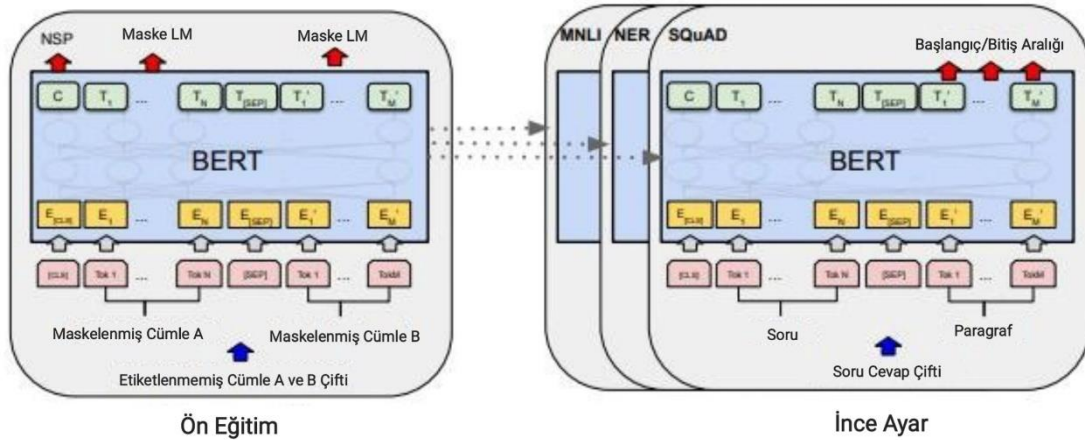 NSP Maske LM Maske LM
C T1 ... TN T[SEP] T1' ... TM'
BERT
E[CLS] E1 ... EN E[SEP] E1' ... EM'
[CLS] Tok 1 ... Tok N [SEP] Tok 1 ... TokM
Maskelenmiş Cümle A Maskelenmiş Cümle B
Etiketlenmemiş Cümle A ve B Çifti
Ön Eğitim
MNLI NER SQuAD
Başlangıç/Bitiş Aralığı
C T1 ... TN T[SEP] T1' ... TM'
BERT
E[CLS] E1 ... EN E[SEP] E1' ... EM'
[CLS] Tok 1 ... Tok N [SEP] Tok 1 ... TokM
Soru Paragraf
Soru Cevap Çifti
İnce Ayar